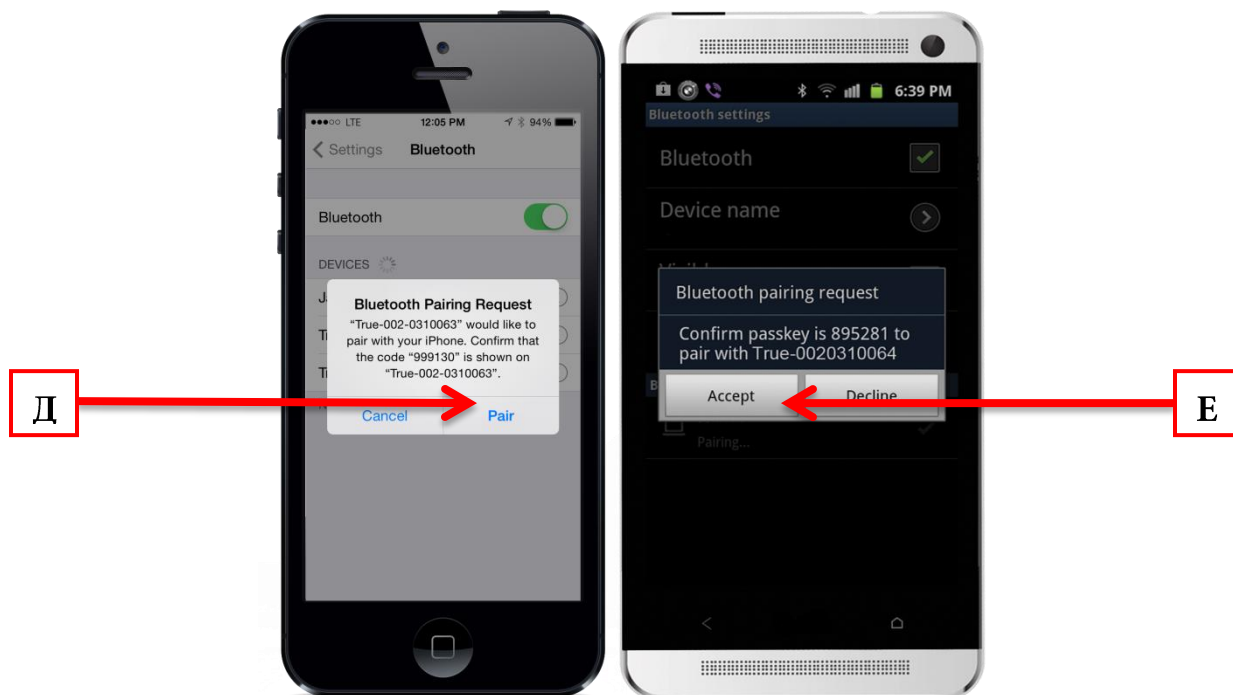 ●●●○○ LTE 12:05 PM 94%
Settings Bluetooth
Bluetooth
DEVICES
Bluetooth Pairing Request
“True-002-0310063” would like to
pair with your iPhone. Confirm that
the code “999130” is shown on
“True-002-0310063”.
Cancel Pair
Д
6:39 PM
Bluetooth settings
Bluetooth
Device name
Bluetooth pairing request
Confirm passkey is 895281 to
pair with True-0020310064
Accept Decline
Pairing...
Е